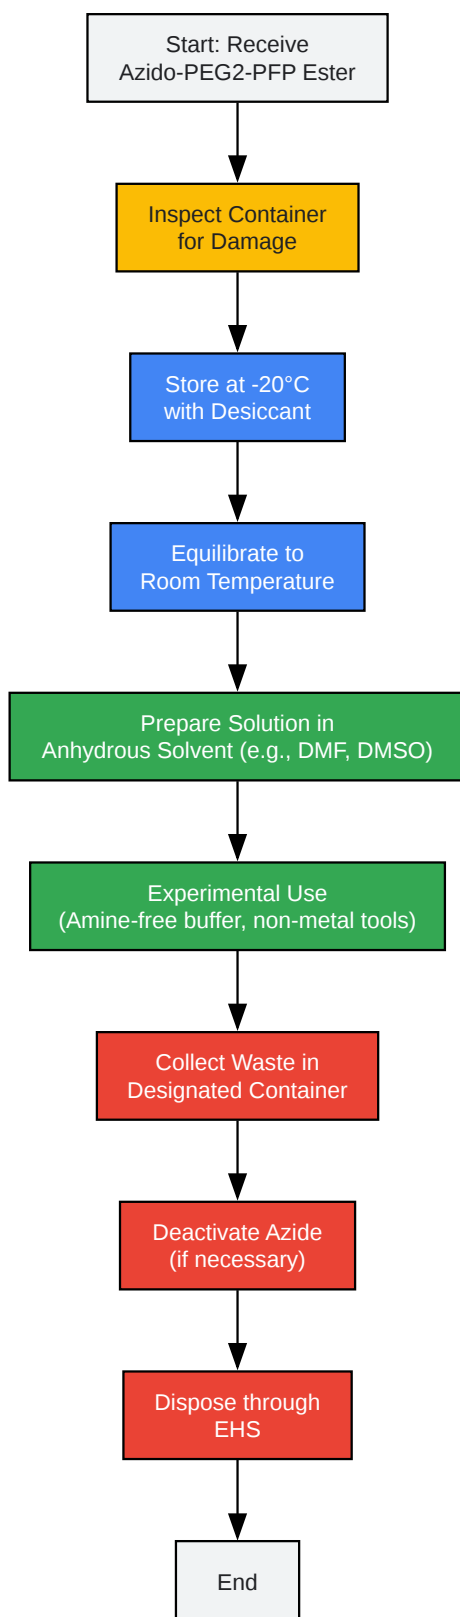 Start: Receive
Azido-PEG2-PFP Ester
Inspect Container
for Damage
Store at -20°C
with Desiccant
Equilibrate to
Room Temperature
Prepare Solution in
Anhydrous Solvent (e.g., DMF, DMSO)
Experimental Use
(Amine-free buffer, non-metal tools)
Collect Waste in
Designated Container
Deactivate Azide
(if necessary)
Dispose through
EHS
End